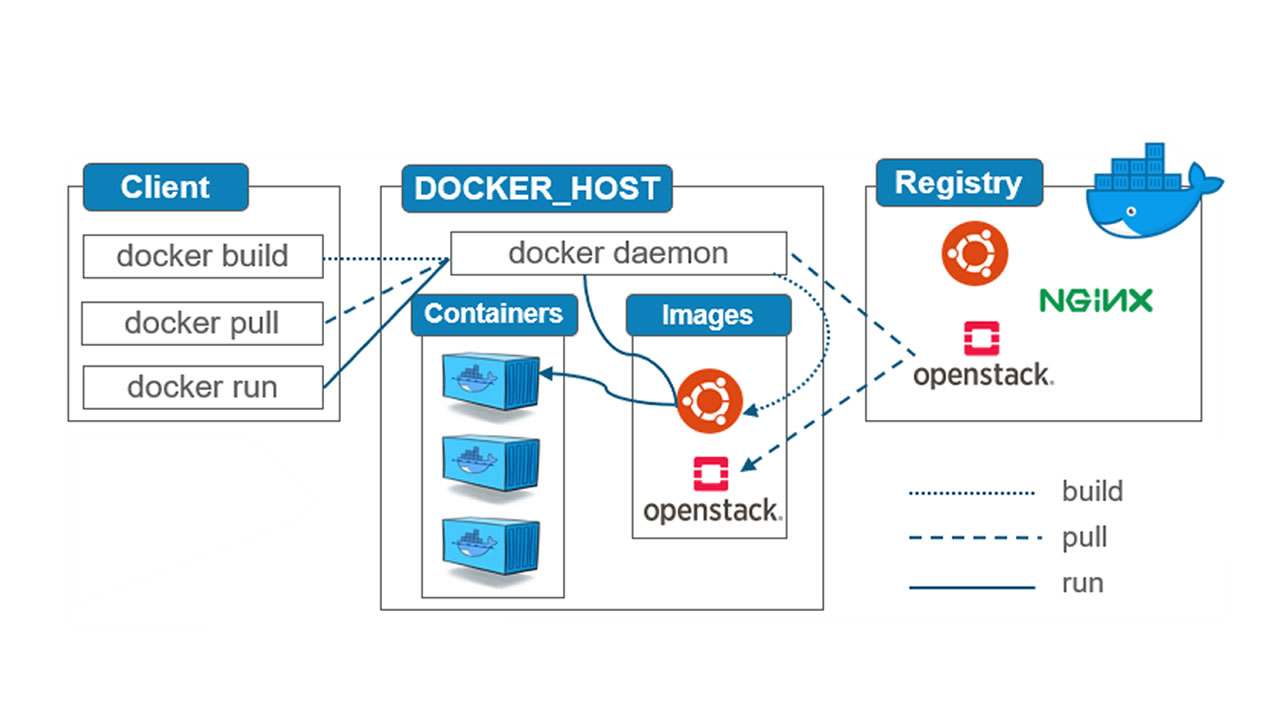 Client
docker build
docker pull
docker run
DOCKER_HOST
docker daemon
Containers
Images
openstack.
Registry
NGINX
openstack.
build
pull
run